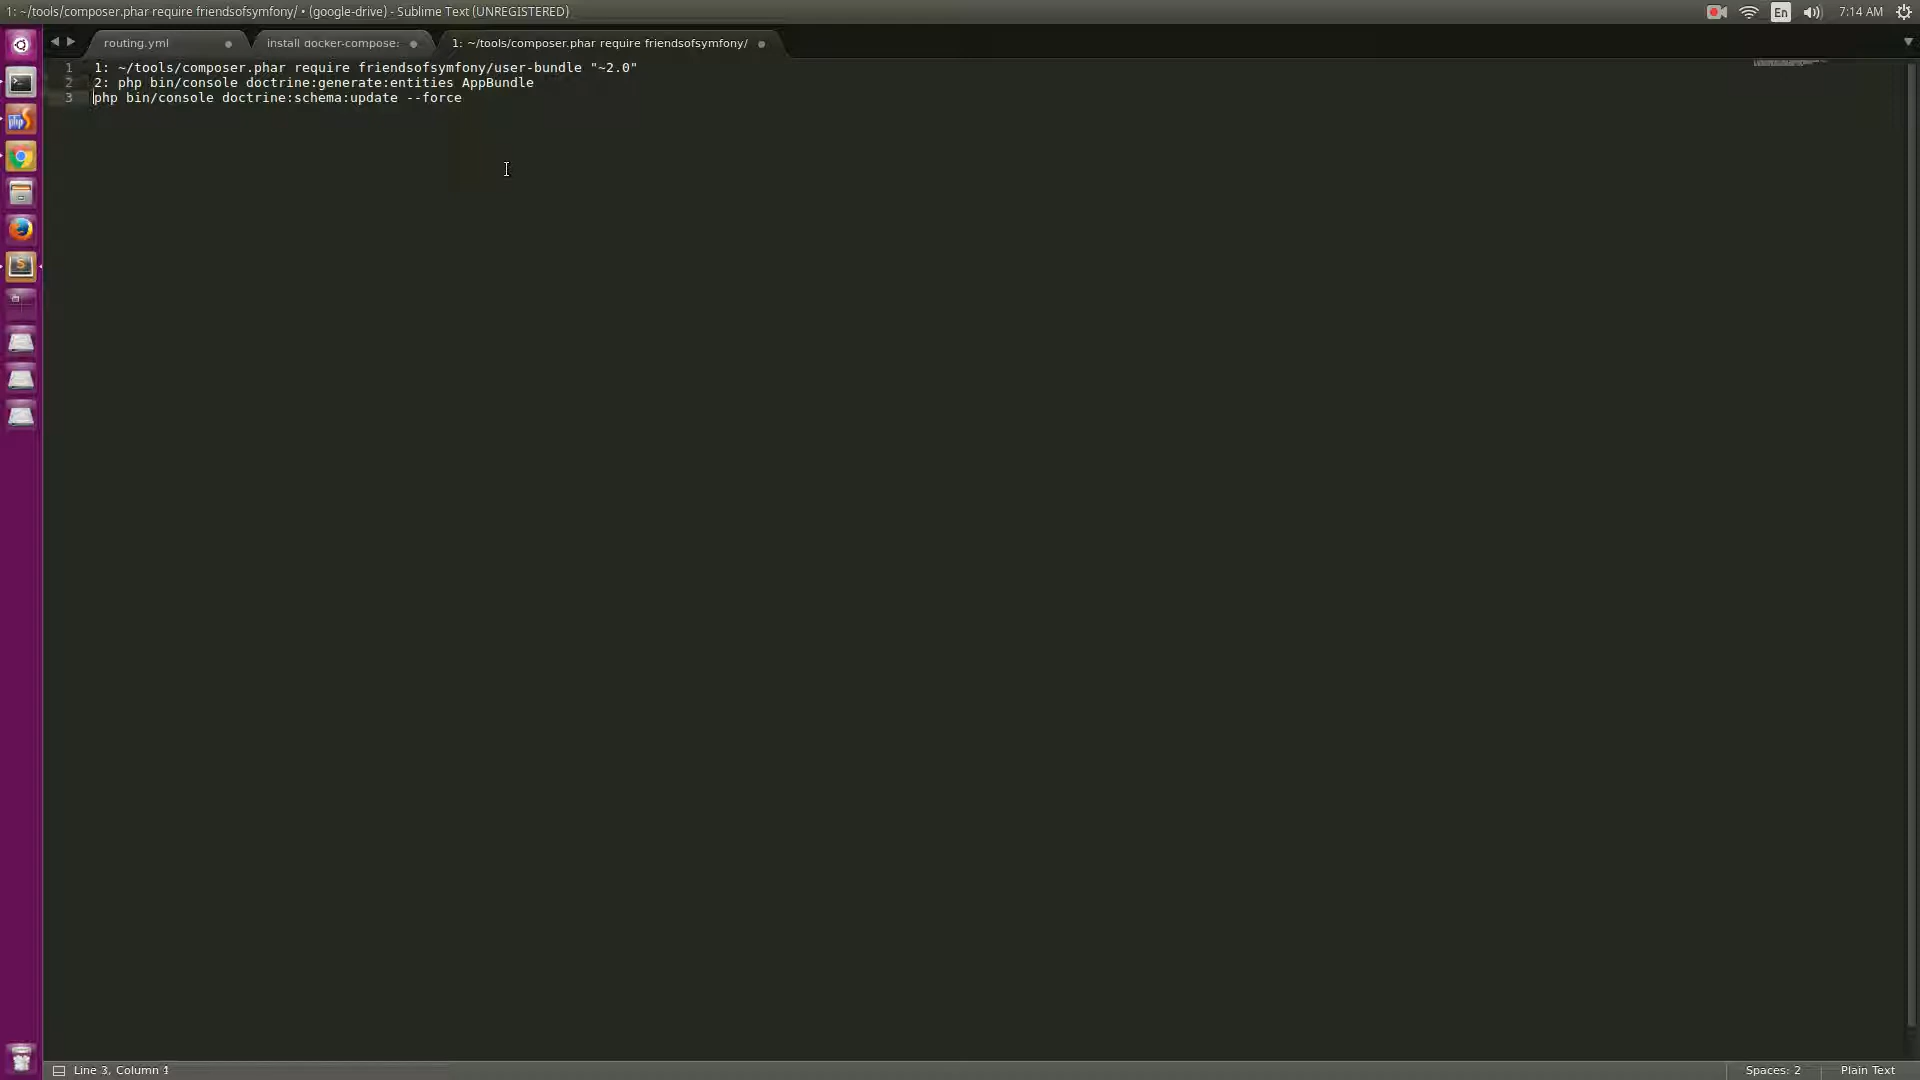 1: ~/tools/composer.phar require friendsofsymfony/ • (google-drive) - Sublime Text (UNREGISTERED)
En
7:14 AM
routing.yml
install docker-compose:
1: ~/tools/composer.phar require friendsofsymfony/
1 1: ~/tools/composer.phar require friendsofsymfony/user-bundle "~2.0"
2 2: php bin/console doctrine:generate:entities AppBundle
3 php bin/console doctrine:schema:update --force
Line 3, Column 1
Spaces: 2
Plain Text